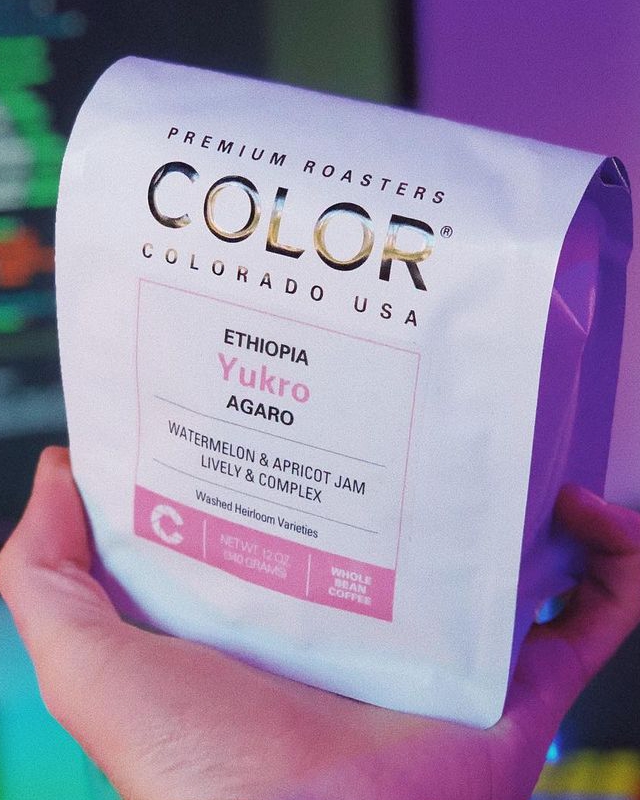 PREMIUM ROASTERS
COLOR®
COLORADO USA
ETHIOPIA
Yukro
AGARO
WATERMELON & APRICOT JAM
LIVELY & COMPLEX
Washed Heirloom Varieties
NET WT. 12 OZ.
(340 GRAMS)
WHOLE
BEAN
COFFEE